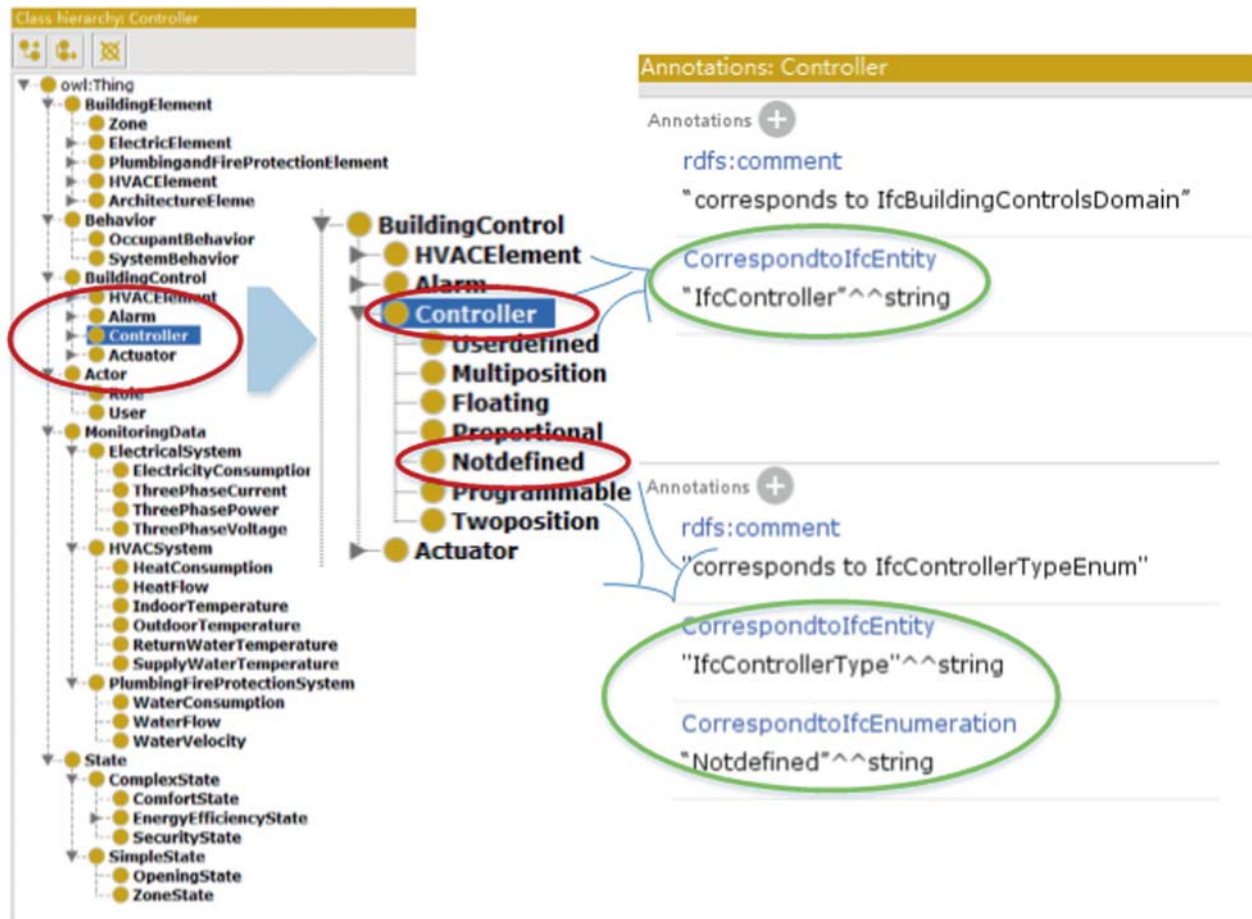 Class hierarchy: Controller
owl:Thing
BuildingElement
Zone
ElectricElement
PlumbingandFireProtectionElement
HVACElement
ArchitectureEleme
Behavior
OccupantBehavior
SystemBehavior
BuildingControl
HVACElement
Alarm
Controller
Actuator
Actor
Role
User
MonitoringData
ElectricalSystem
ElectricityConsumption
ThreePhaseCurrent
ThreePhasePower
ThreePhaseVoltage
HVACSystem
HeatConsumption
HeatFlow
IndoorTemperature
OutdoorTemperature
ReturnWaterTemperature
SupplyWaterTemperature
PlumbingFireProtectionSystem
WaterConsumption
WaterFlow
WaterVelocity
State
ComplexState
ComfortState
EnergyEfficiencyState
SecurityState
SimpleState
OpeningState
ZoneState
BuildingControl
HVACElement
Alarm
Controller
Userdefined
Multiposition
Floating
Proportional
Notdefined
Programmable
Twoposition
Actuator
Annotations: Controller
Annotations
rdfs:comment
"corresponds to IfcBuildingControlsDomain"
CorrespondtoIfcEntity
"IfcController"^^string
Annotations
rdfs:comment
"corresponds to IfcControllerTypeEnum"
CorrespondtoIfcEntity
"IfcControllerType"^^string
CorrespondtoIfcEnumeration
"Notdefined"^^string